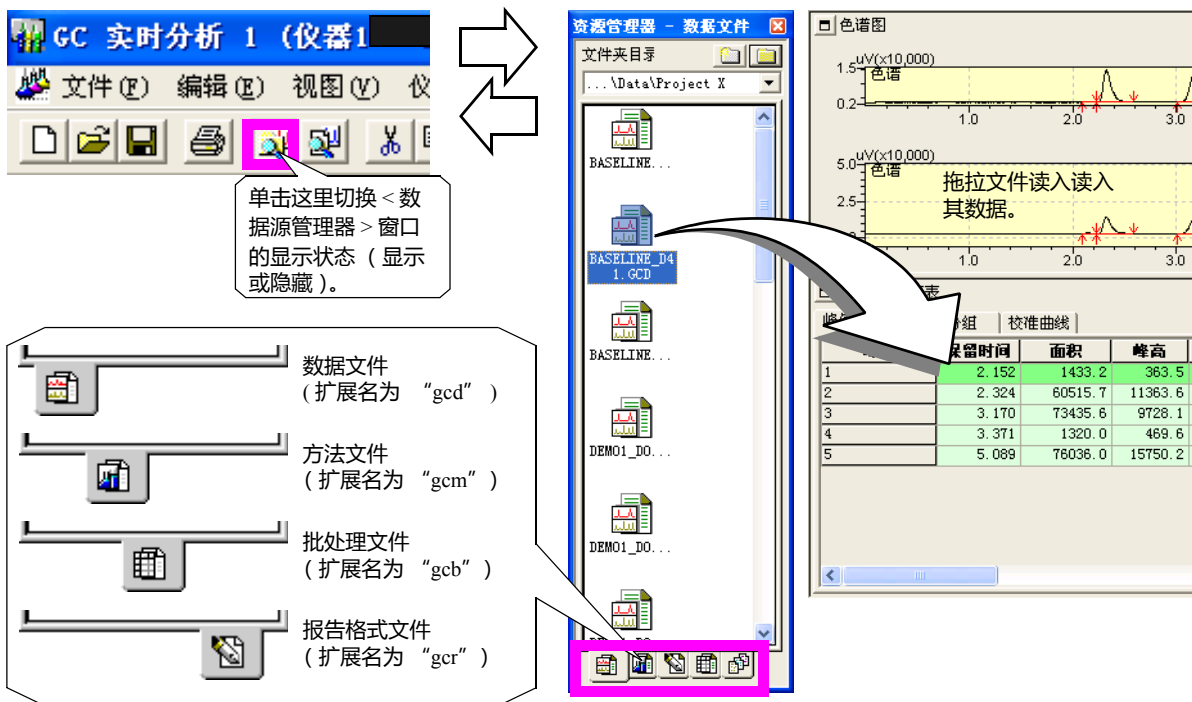 GC 实时分析 1 (仪器1
文件(F) 编辑(E) 视图(V) 仪
单击这里切换 < 数
据源管理器 > 窗口
的显示状态（显示
或隐藏）。
数据文件
(扩展名为 “gcd” )
方法文件
(扩展名为 “gcm” )
批处理文件
(扩展名为 “gcb” )
报告格式文件
(扩展名为 “gcr” )
资源管理器 - 数据文件
文件夹目录
...\Data\Project X
BASELINE...
BASELINE_D4
1.GCD
BASELINE...
DEMO1_DO...
DEMO1_DO...
色谱图
uV(x10,000)
1.5
色谱
0.2
1.0 2.0 3.0
uV(x10,000)
5.0
色谱
2.5
拖拉文件读入读入
其数据。
1.0 2.0 3.0
表
分组 校准曲线
保留时间 面积 峰高
1 2.152 1433.2 363.5
2 2.324 60515.7 11363.6
3 3.170 73435.6 9728.1
4 3.371 1320.0 469.6
5 5.089 76036.0 15750.2